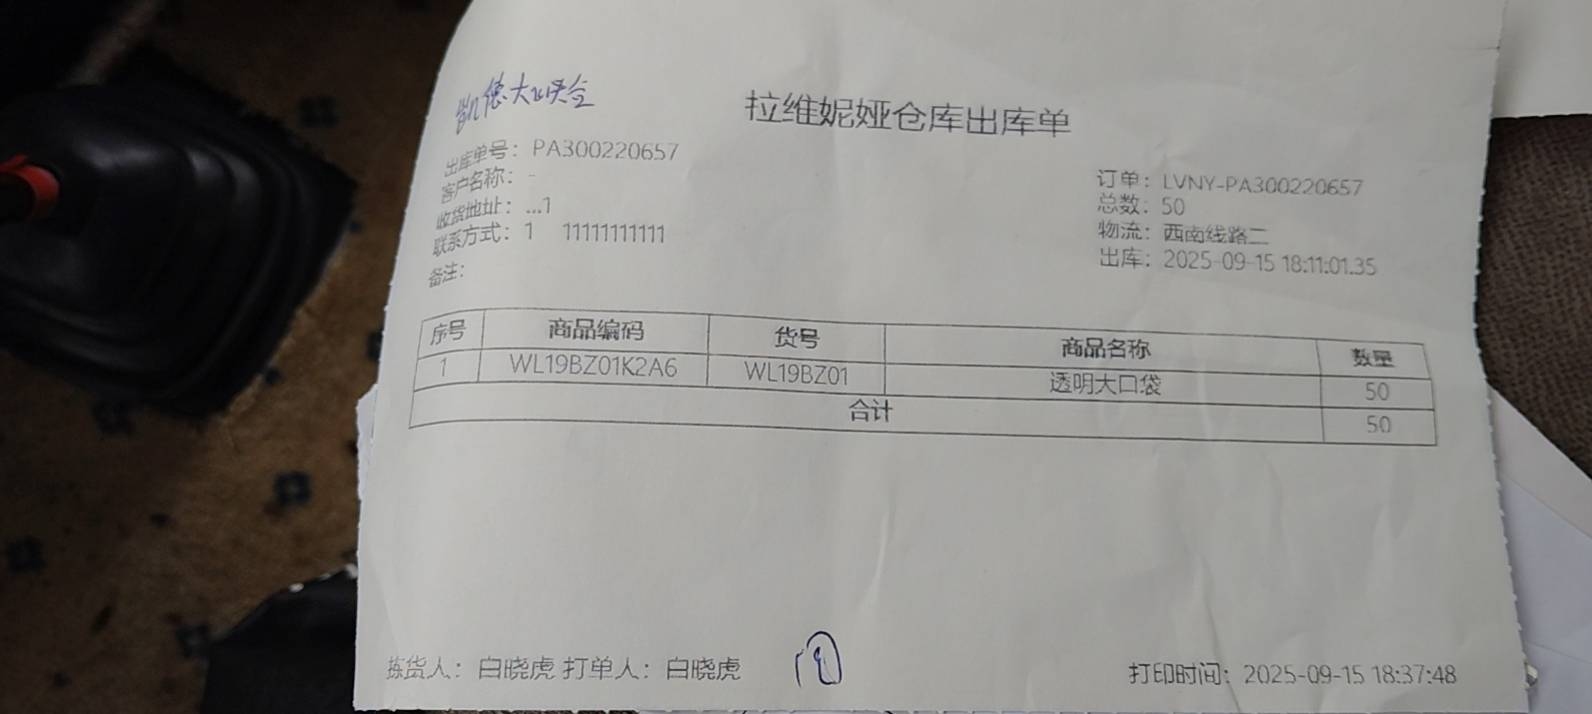 凯德大峡谷
拉维妮娅仓库出库单
出库单号：PA300220657
客户名称：-
收货地址：...1
联系方式：1 11111111111
备注：
订单：LVNY-PA300220657
总数：50
物流：西南线路二
出库：2025-09-15 18:11:01.35
序号 商品编码 货号 商品名称 数量
1 WL19BZ01K2A6 WL19BZ01 透明大口袋 50
合计 50
拣货人：白晓虎 打单人：白晓虎
打印时间：2025-09-15 18:37:48